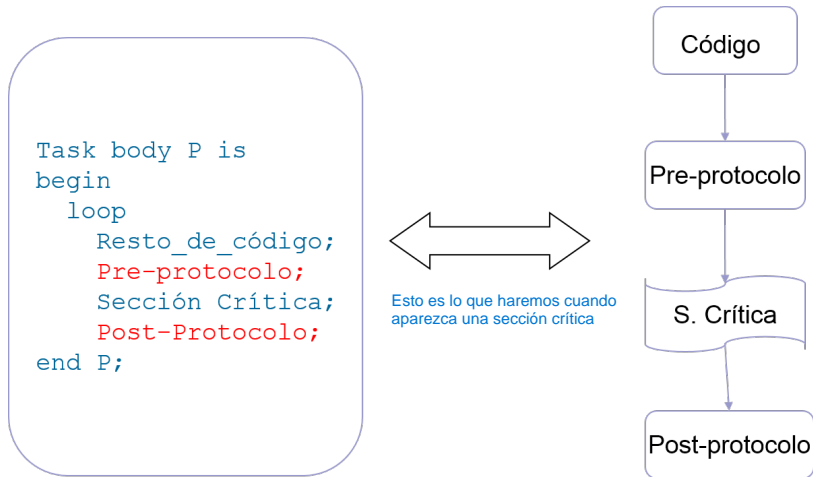 Task body P is
begin
loop
Resto_de_código;
Pre-protocolo;
Sección Crítica;
Post-Protocolo;
end P;
Esto es lo que haremos cuando
aparezca una sección crítica
Código
Pre-protocolo
S. Crítica
Post-protocolo